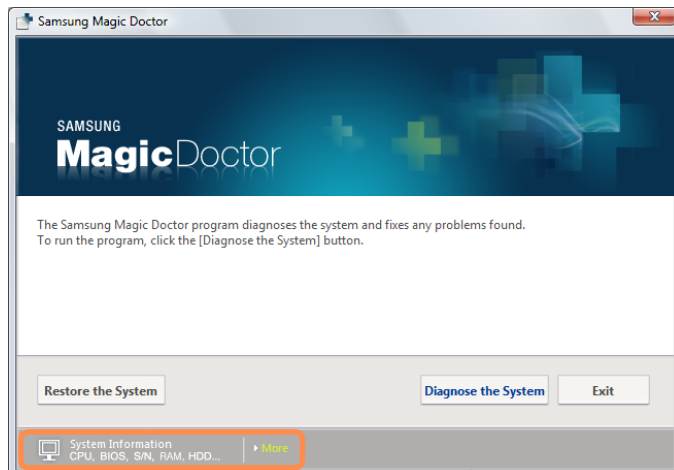 Samsung Magic Doctor
SAMSUNG
MagicDoctor
The Samsung Magic Doctor program diagnoses the system and fixes any problems found.
To run the program, click the [Diagnose the System] button.
Restore the System
Diagnose the System
Exit
System Information
CPU, BIOS, S/N, RAM, HDD...
More